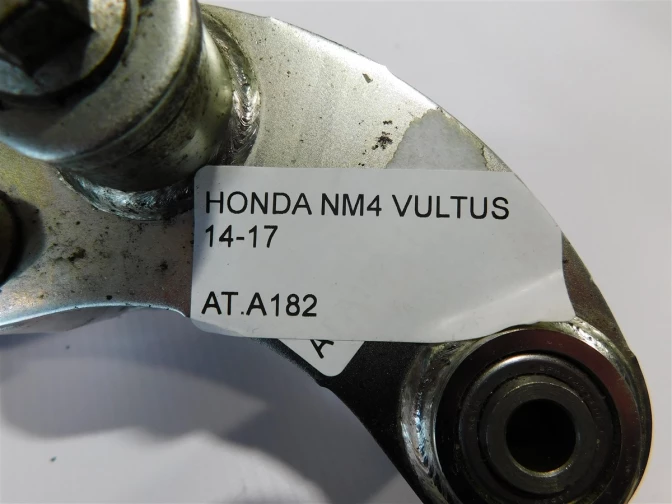 HONDA NM4 VULTUS
14-17
AT.A182
A